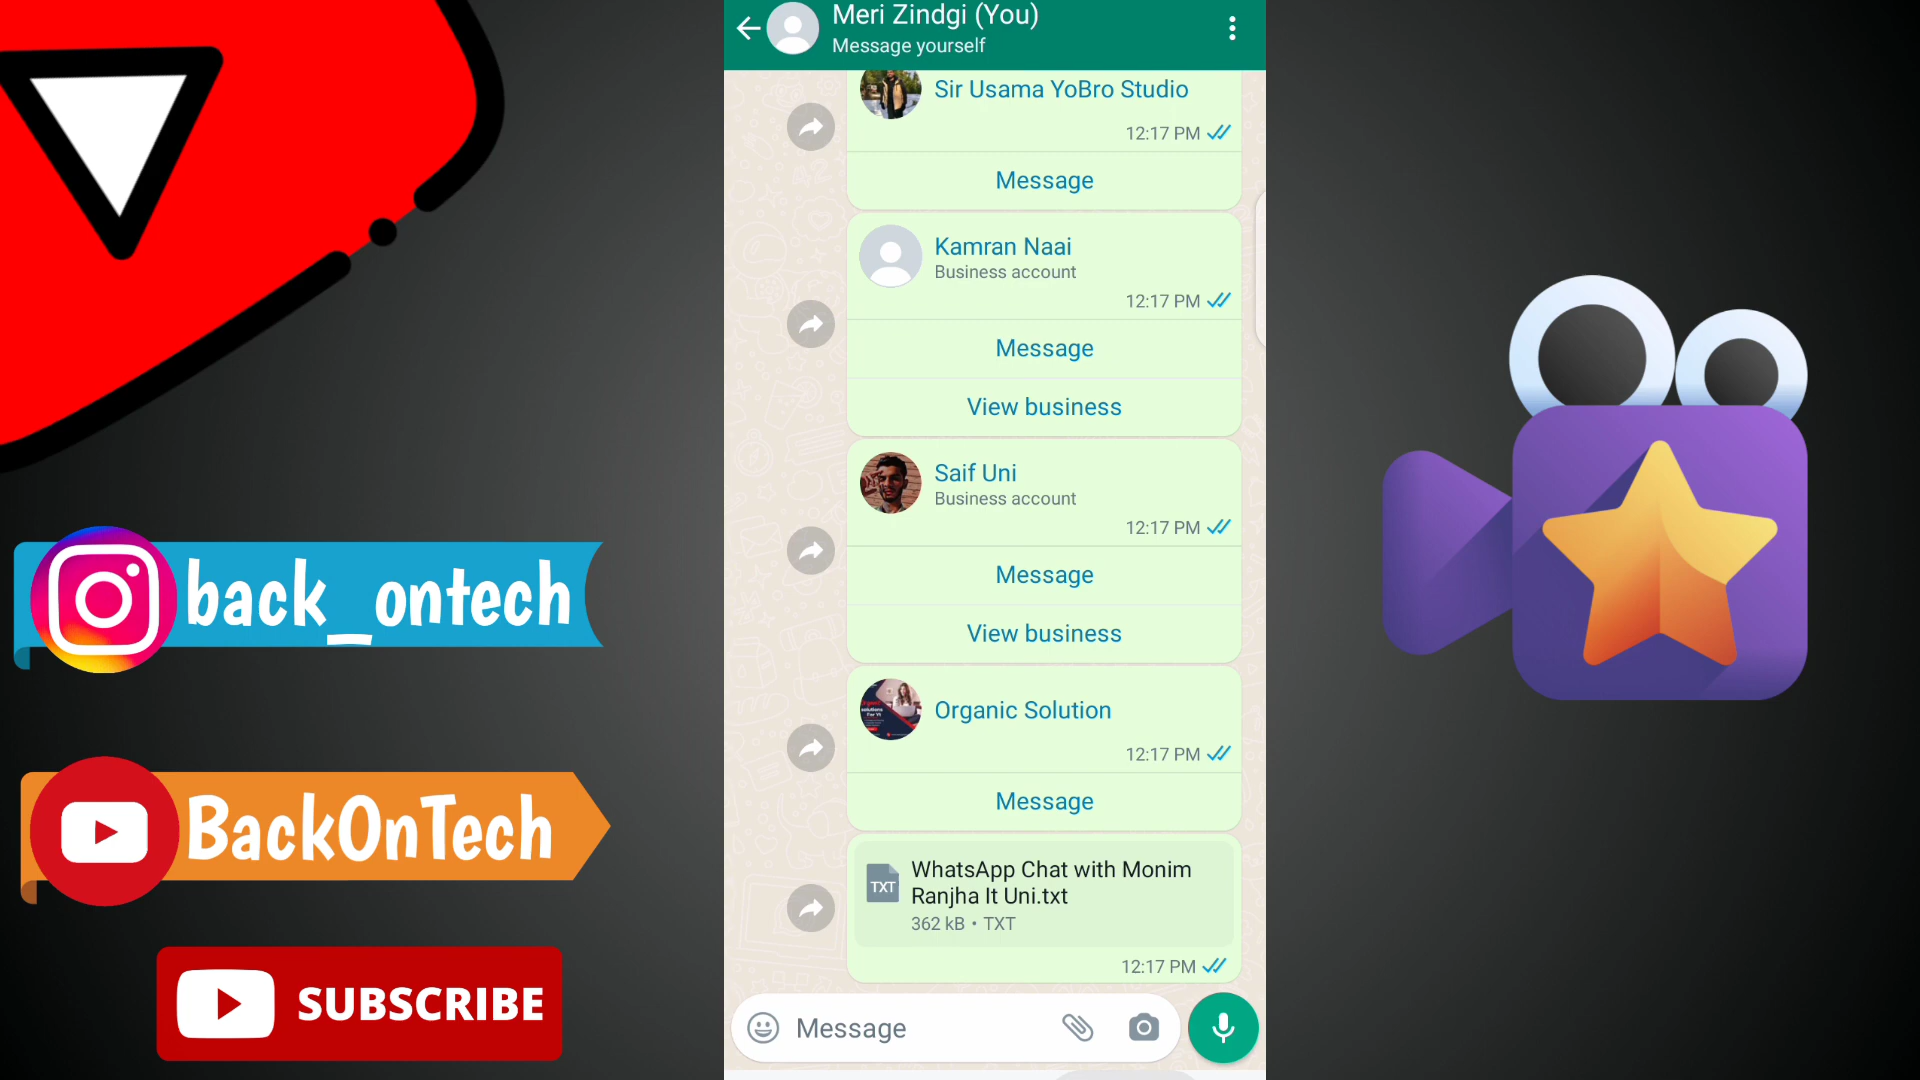 Meri Zindgi (You)
Message yourself
Sir Usama YoBro Studio
12:17 PM
Message
Kamran Naai
Business account
12:17 PM
Message
View business
Saif Uni
Business account
12:17 PM
Message
View business
Organic Solution
12:17 PM
Message
TXT
WhatsApp Chat with Monim
Ranjha It Uni.txt
362 kB • TXT
12:17 PM
Message
back_ontech
BackOnTech
SUBSCRIBE